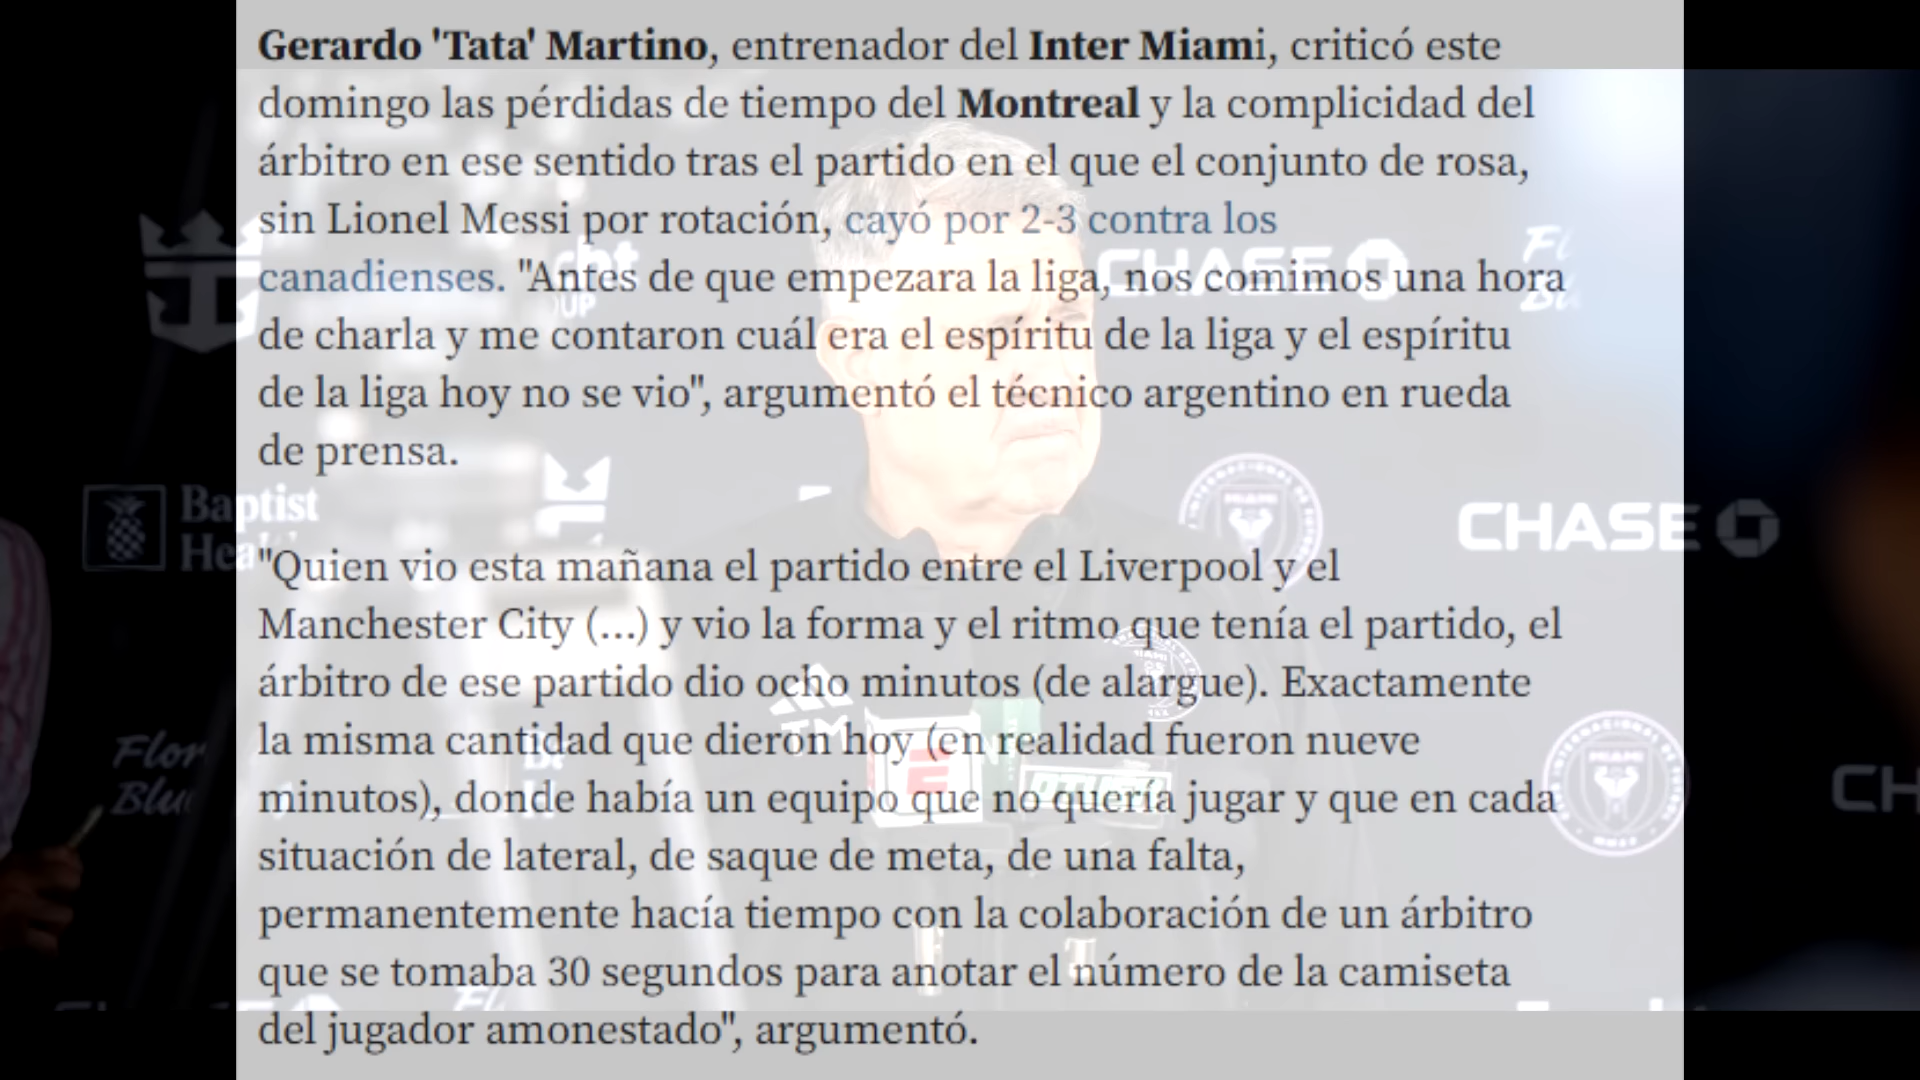 Gerardo 'Tata' Martino, entrenador del Inter Miami, criticó este
domingo las pérdidas de tiempo del Montreal y la complicidad del
árbitro en ese sentido tras el partido en el que el conjunto de rosa,
sin Lionel Messi por rotación, cayó por 2-3 contra los
canadienses. "Antes de que empezara la liga, nos comimos una hora
de charla y me contaron cuál era el espíritu de la liga y el espíritu
de la liga hoy no se vio", argumentó el técnico argentino en rueda
de prensa.
"Quien vio esta mañana el partido entre el Liverpool y el
Manchester City (...) y vio la forma y el ritmo que tenía el partido, el
árbitro de ese partido dio ocho minutos (de alargue). Exactamente
la misma cantidad que dieron hoy (en realidad fueron nueve
minutos), donde había un equipo que no quería jugar y que en cada
situación de lateral, de saque de meta, de una falta,
permanentemente hacía tiempo con la colaboración de un árbitro
que se tomaba 30 segundos para anotar el número de la camiseta
del jugador amonestado", argumentó.
CHASE
Baptist
CHASE
Flor
Blu
MIAMI
CH